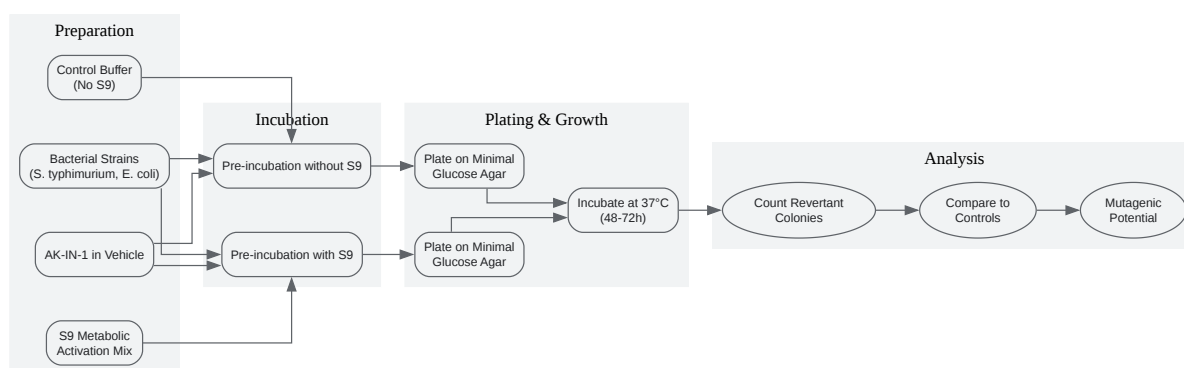 Preparation
Control Buffer
(No S9)
Bacterial Strains
(S. typhimurium, E. coli)
AK-IN-1 in Vehicle
S9 Metabolic
Activation Mix
Incubation
Pre-incubation without S9
Pre-incubation with S9
Plating & Growth
Plate on Minimal
Glucose Agar
Plate on Minimal
Glucose Agar
Incubate at 37°C
(48-72h)
Analysis
Count Revertant
Colonies
Compare to
Controls
Mutagenic
Potential